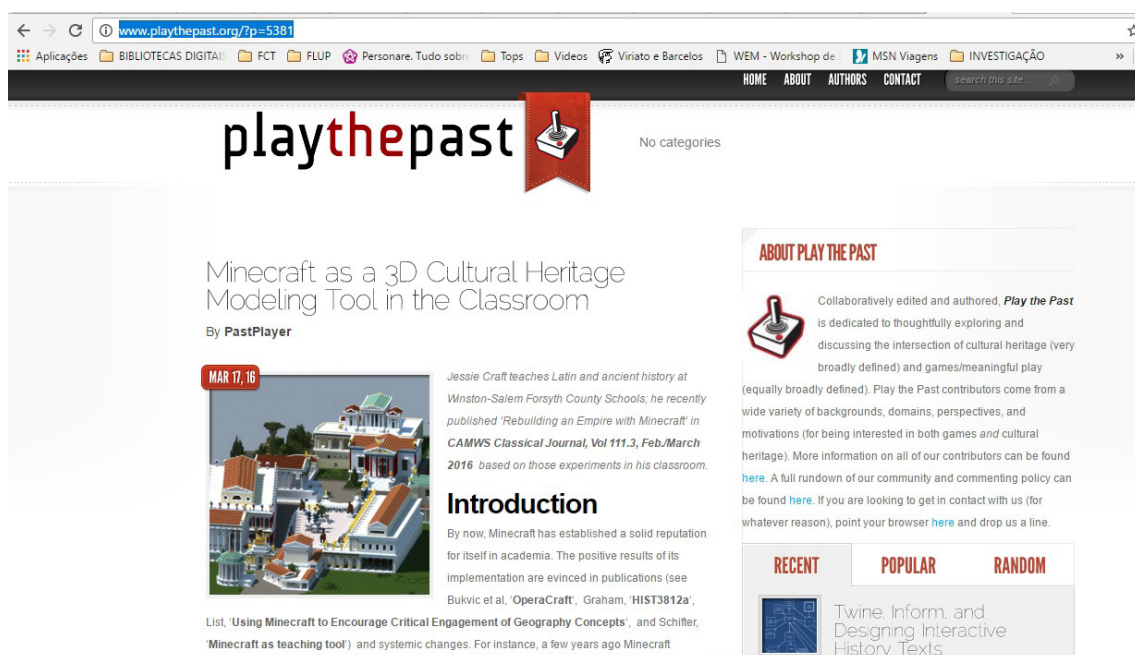 www.playthepast.org/?p=5381
Aplicações BIBLIOTECAS DIGITAIS FCT FLUP Personare. Tudo sobre Tops Videos Viriato e Barcelos WEM - Workshop de MSN Viagens INVESTIGAÇÃO »
HOME ABOUT AUTHORS CONTACT search this site...
playthepast
No categories
Minecraft as a 3D Cultural Heritage
Modeling Tool in the Classroom
By PastPlayer
MAR 17, 16
Jessie Craft teaches Latin and ancient history at
Winston-Salem Forsyth County Schools; he recently
published 'Rebuilding an Empire with Minecraft' in
CAMWS Classical Journal, Vol 111.3, Feb./March
2016 based on those experiments in his classroom.
Introduction
By now, Minecraft has established a solid reputation
for itself in academia. The positive results of its
implementation are evinced in publications (see
Bukvic et al, 'OperaCraft', Graham, 'HIST3812a',
List, 'Using Minecraft to Encourage Critical Engagement of Geography Concepts', and Schifter,
'Minecraft as teaching tool') and systemic changes. For instance, a few years ago Minecraft
ABOUT PLAY THE PAST
Collaboratively edited and authored, Play the Past
is dedicated to thoughtfully exploring and
discussing the intersection of cultural heritage (very
broadly defined) and games/meaningful play
(equally broadly defined). Play the Past contributors come from a
wide variety of backgrounds, domains, perspectives, and
motivations (for being interested in both games and cultural
heritage). More information on all of our contributors can be found
here. A full rundown of our community and commenting policy can
be found here. If you are looking to get in contact with us (for
whatever reason), point your browser here and drop us a line.
RECENT POPULAR RANDOM
Twine, Inform, and
Designing Interactive
History Texts